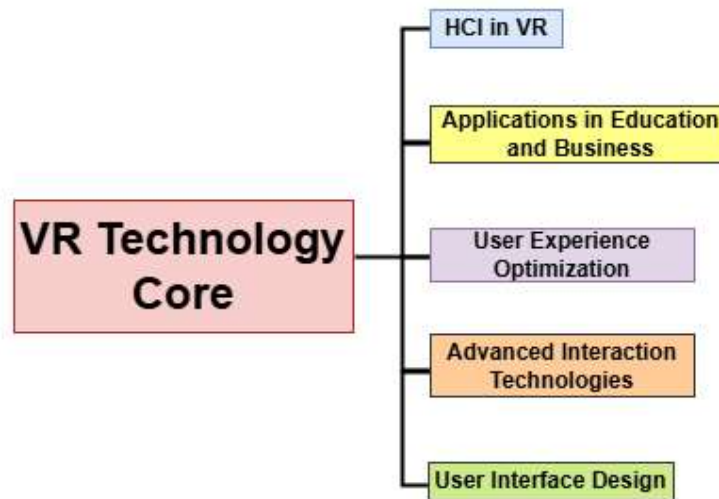 HCI in VR
Applications in Education
and Business
VR Technology
Core
User Experience
Optimization
Advanced Interaction
Technologies
User Interface Design